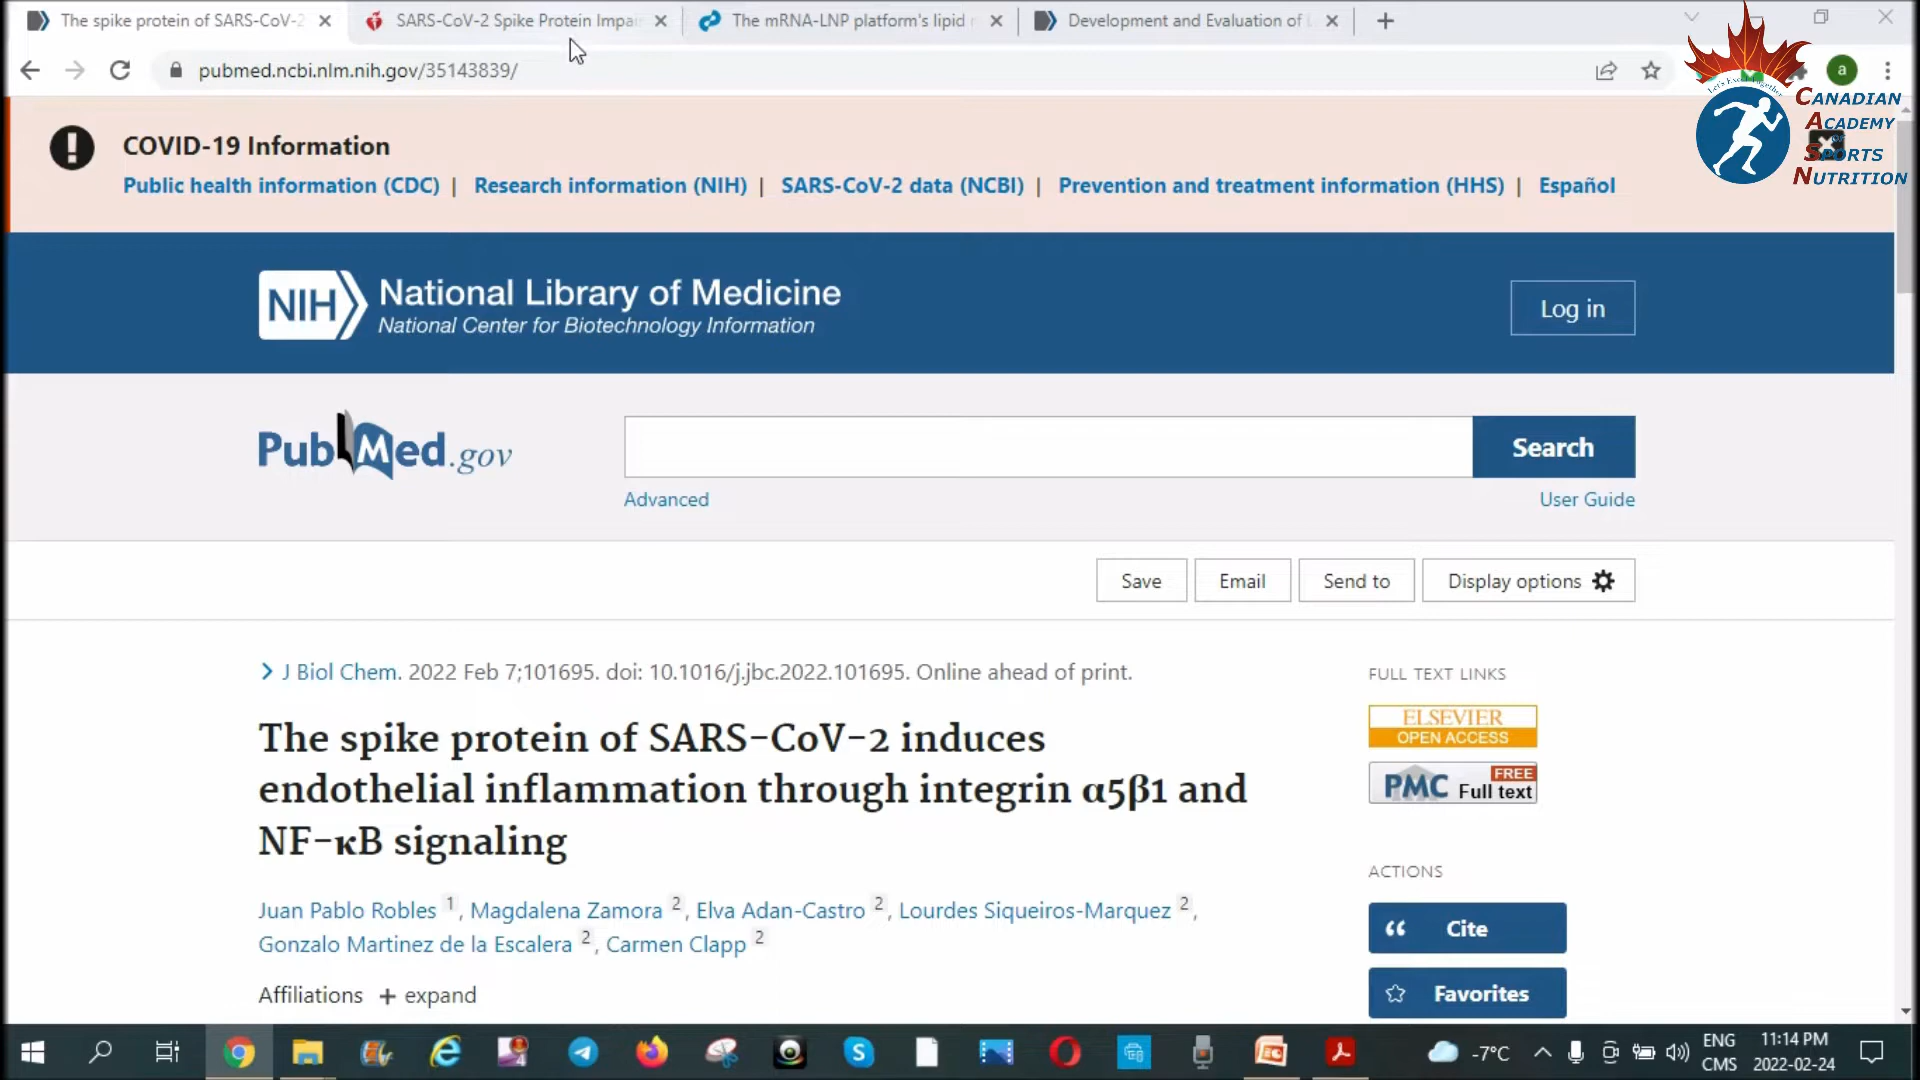 The spike protein of SARS-CoV-2
SARS-CoV-2 Spike Protein Impai
The mRNA-LNP platform's lipid
Development and Evaluation of
pubmed.ncbi.nlm.nih.gov/35143839/
a
Let's Excel Together
CANADIAN
ACADEMY
OF
SPORTS
NUTRITION
COVID-19 Information
Public health information (CDC) | Research information (NIH) | SARS-CoV-2 data (NCBI) | Prevention and treatment information (HHS) | Español
NIH National Library of Medicine
National Center for Biotechnology Information
Log in
PubMed.gov
Search
Advanced
User Guide
Save
Email
Send to
Display options
J Biol Chem. 2022 Feb 7;101695. doi: 10.1016/j.jbc.2022.101695. Online ahead of print.
The spike protein of SARS-CoV-2 induces
endothelial inflammation through integrin α5β1 and
NF-κB signaling
Juan Pablo Robles 1, Magdalena Zamora 2, Elva Adan-Castro 2, Lourdes Siqueiros-Marquez 2,
Gonzalo Martinez de la Escalera 2, Carmen Clapp 2
Affiliations + expand
FULL TEXT LINKS
ELSEVIER
OPEN ACCESS
PMC FREE
Full text
ACTIONS
Cite
Favorites
-7°C
ENG
CMS
11:14 PM
2022-02-24